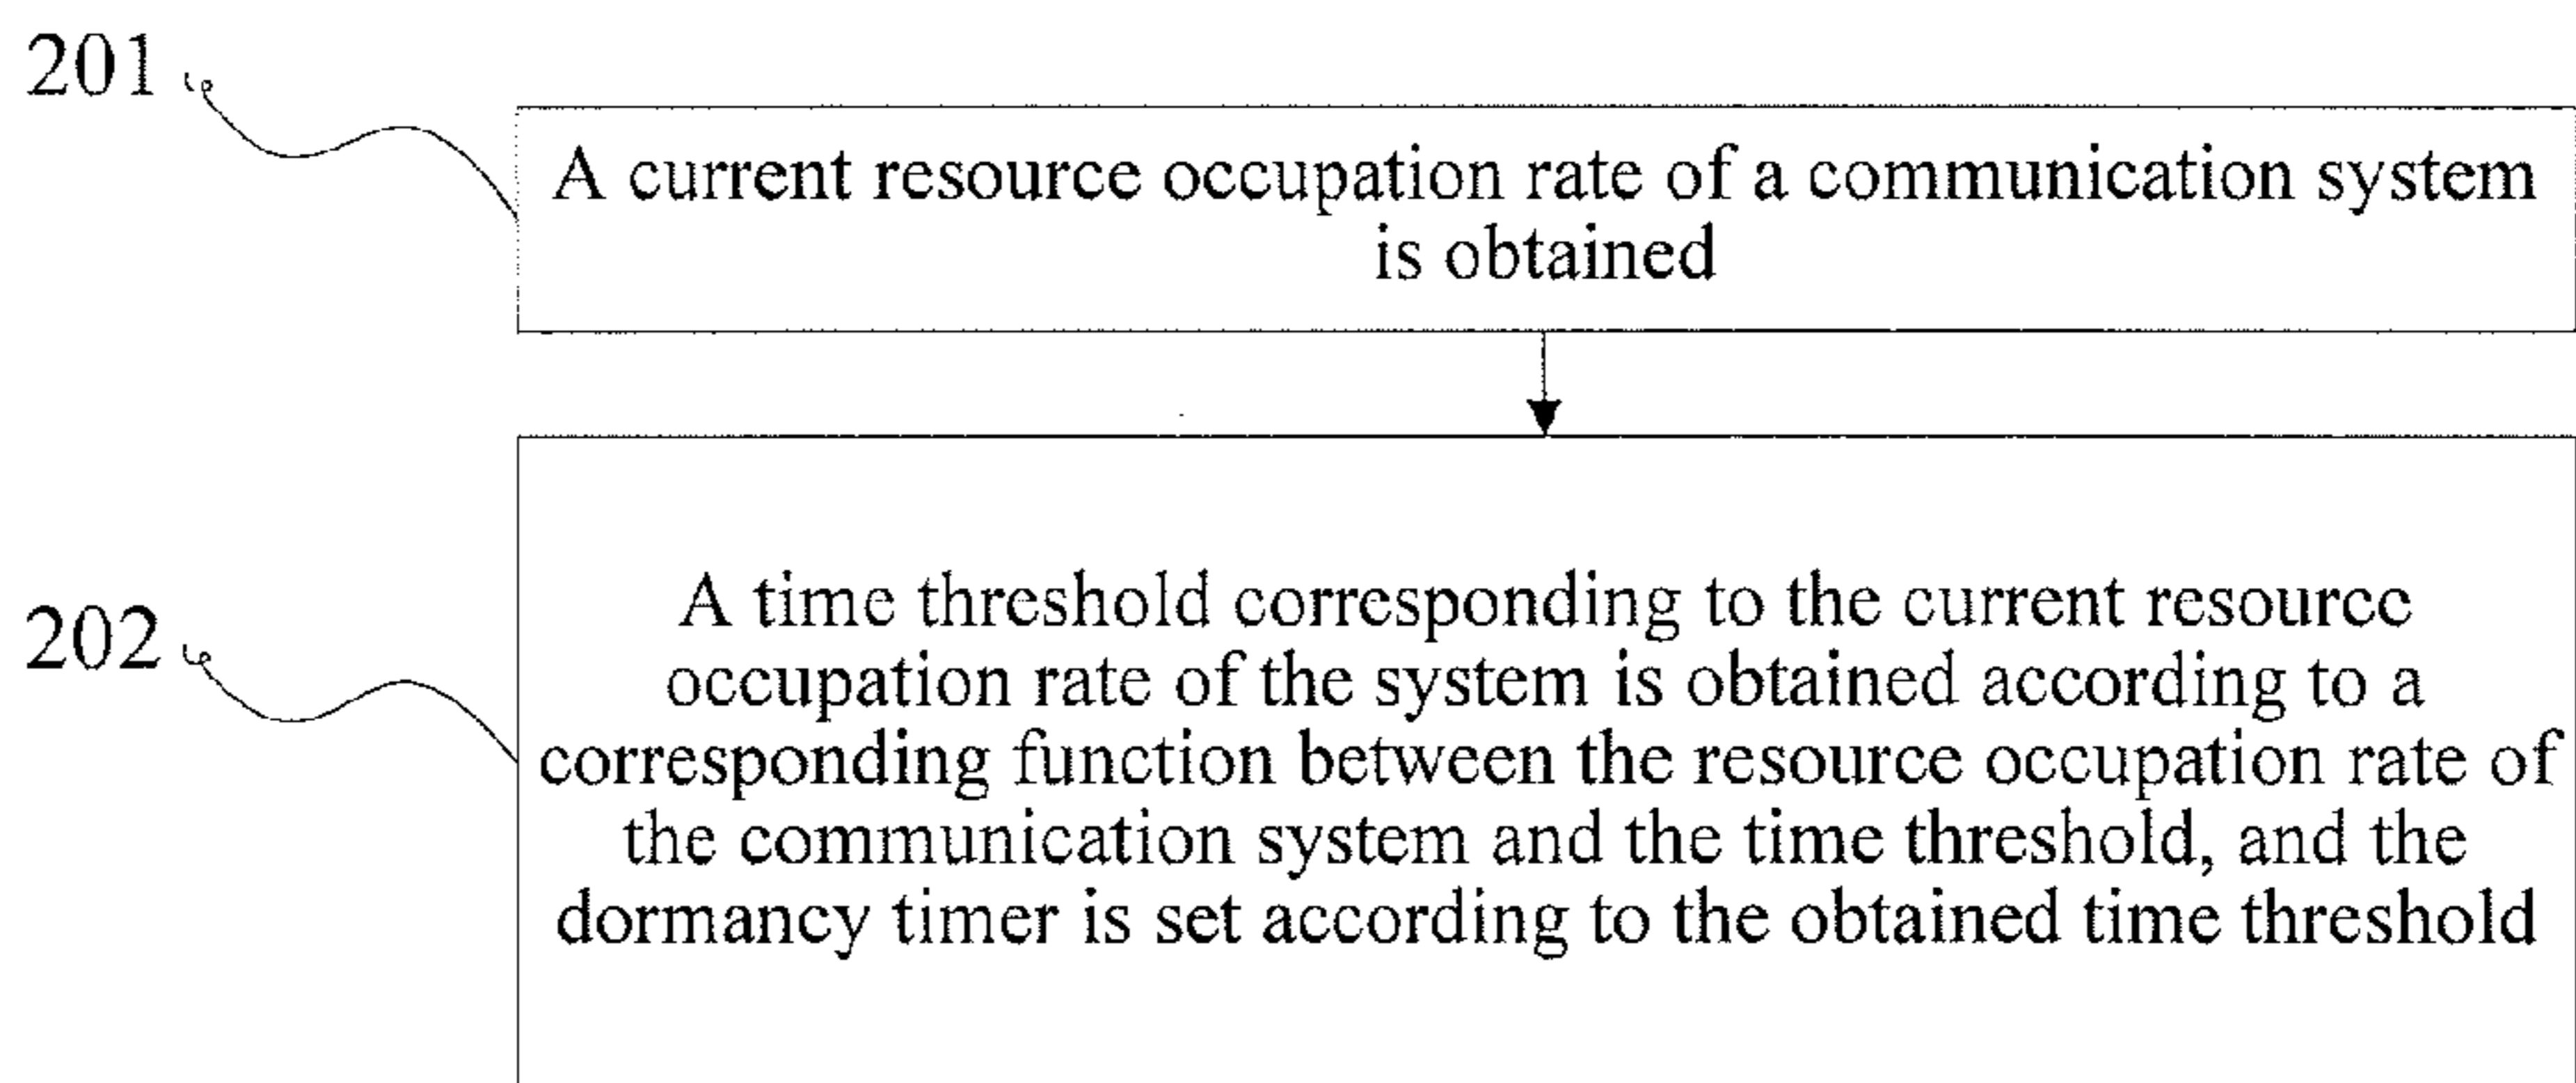 201
A current resource occupation rate of a communication system
is obtained
202
A time threshold corresponding to the current resource
occupation rate of the system is obtained according to a
corresponding function between the resource occupation rate of
the communication system and the time threshold, and the
dormancy timer is set according to the obtained time threshold